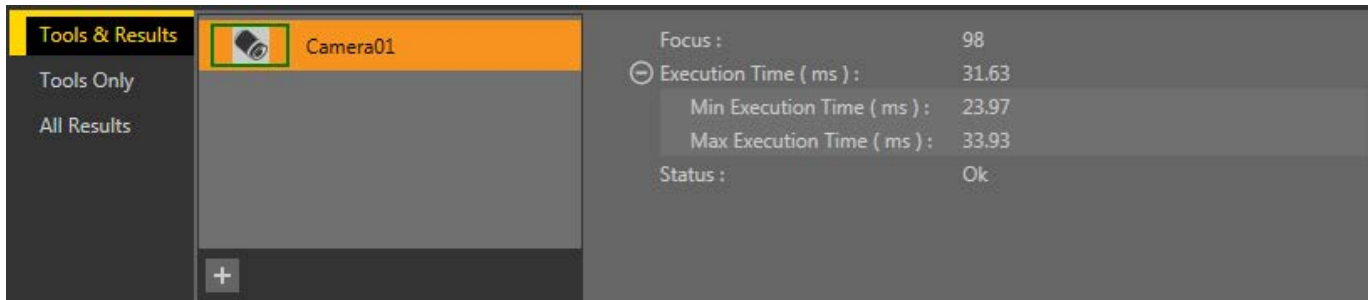 Tools & Results
Tools Only
All Results
Camera01
+
Focus : 98
Execution Time ( ms ) : 31.63
Min Execution Time ( ms ) : 23.97
Max Execution Time ( ms ) : 33.93
Status : Ok